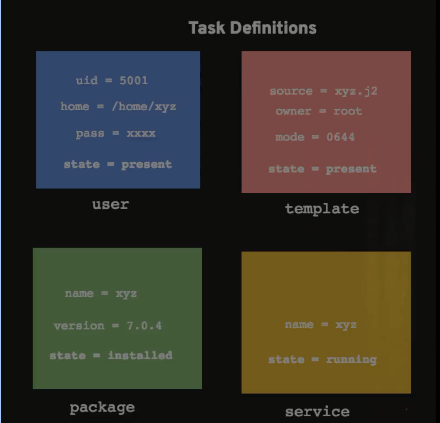 Task Definitions
uid = 5001
home = /home/xyz
pass = xxxx
state = present
user
source = xyz.j2
owner = root
mode = 0644
state = present
template
name = xyz
version = 7.0.4
state = installed
package
name = xyz
state = running
service